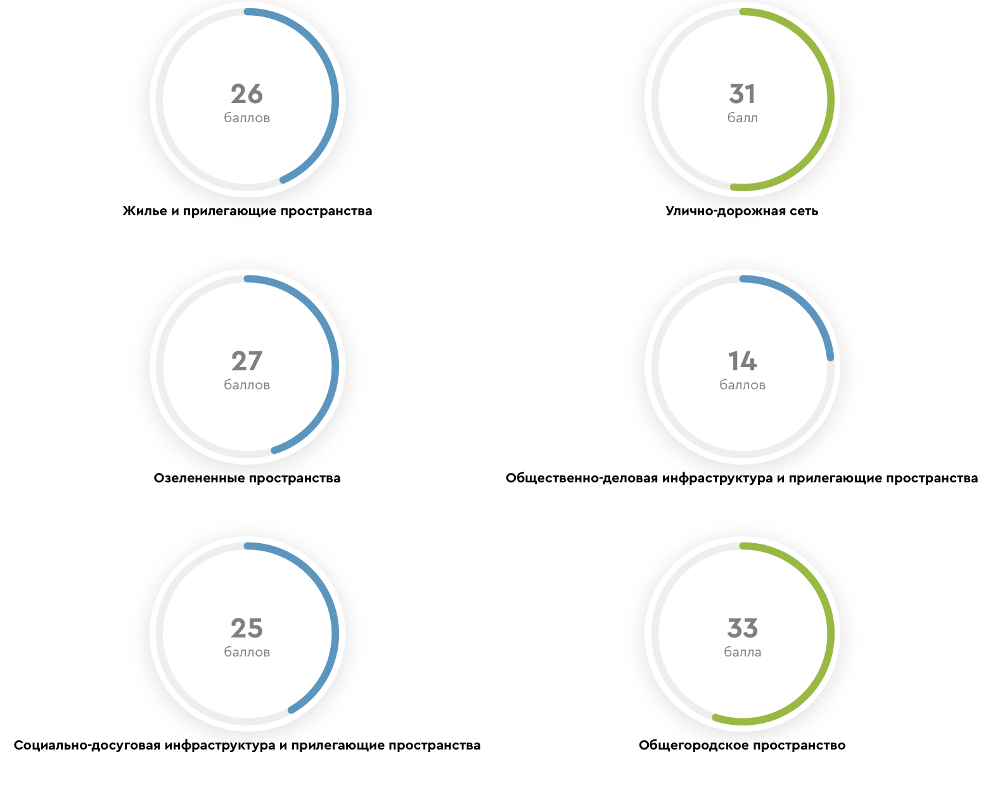 26
баллов
Жилье и прилегающие пространства
31
балл
Улично-дорожная сеть
27
баллов
Озелененные пространства
14
баллов
Общественно-деловая инфраструктура и прилегающие пространства
25
баллов
Социально-досуговая инфраструктура и прилегающие пространства
33
балла
Общегородское пространство